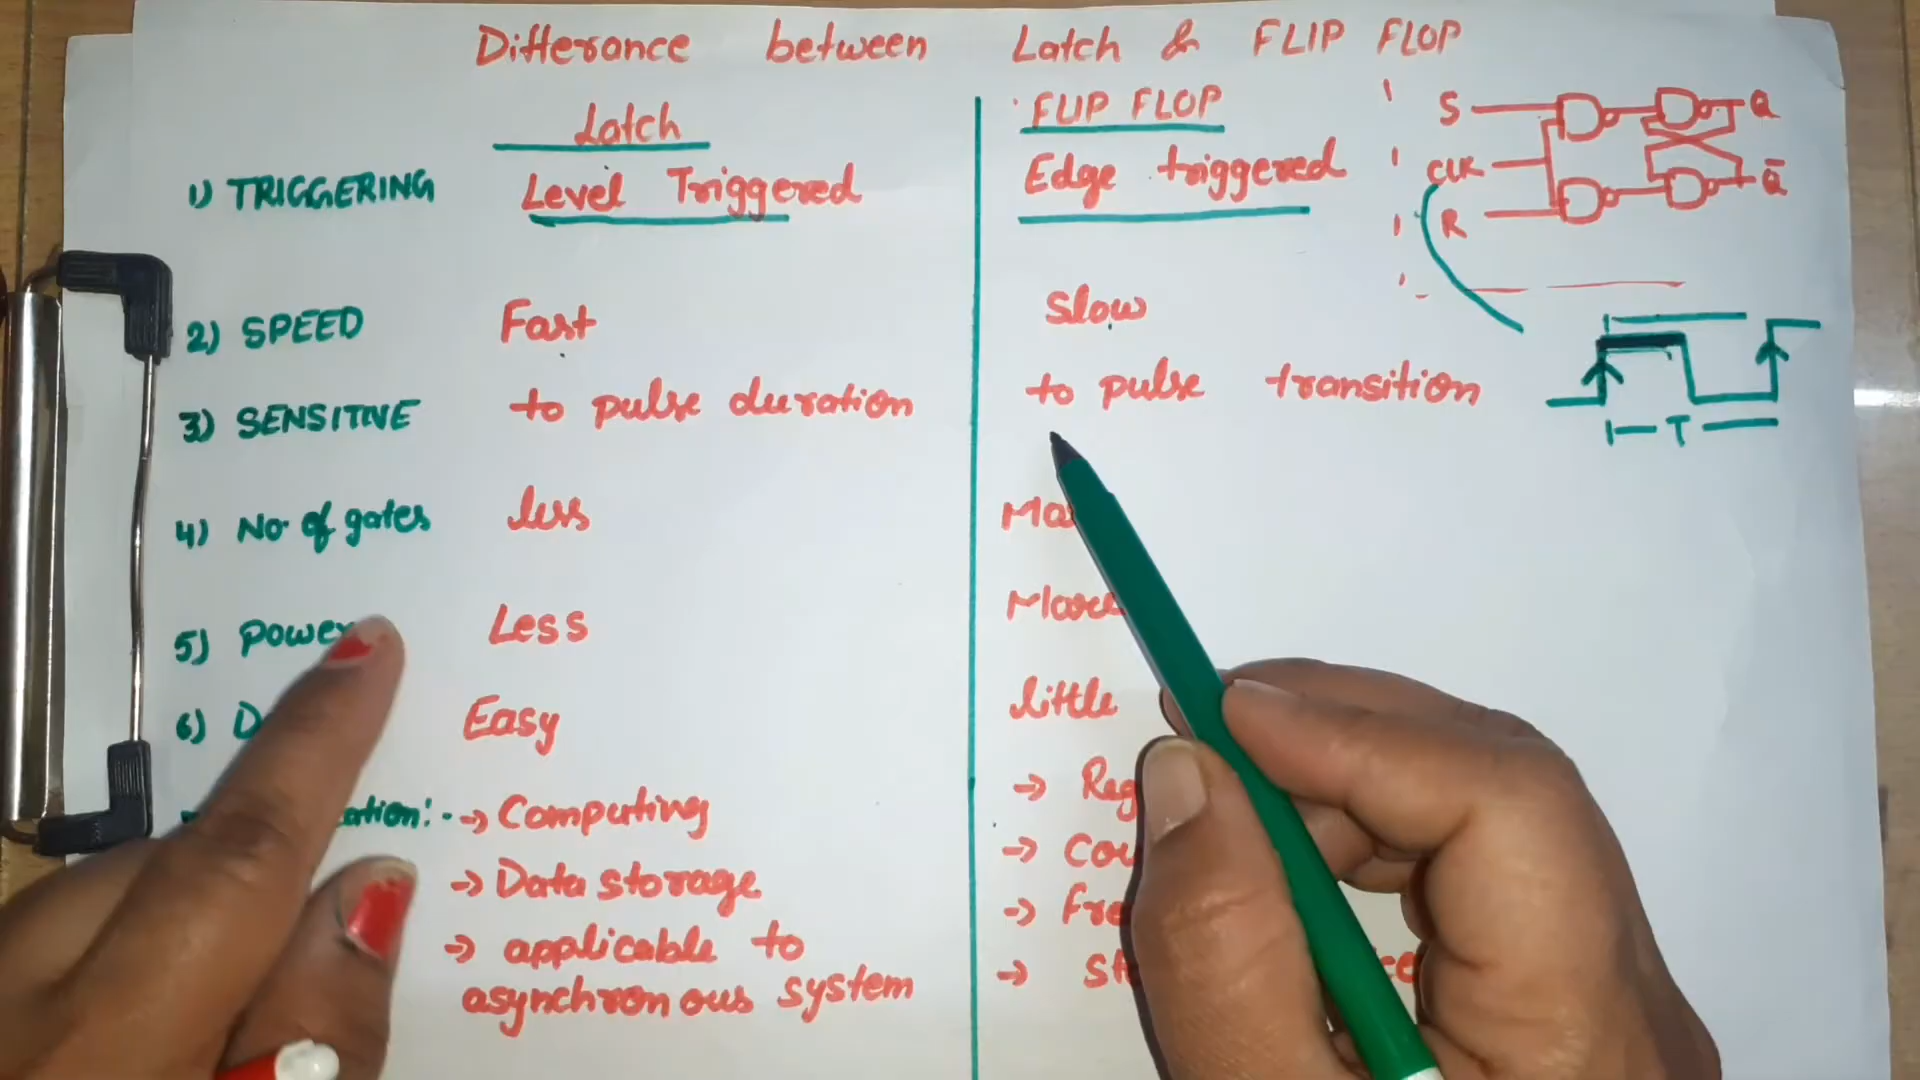 Differance between Latch & FLIP FLOP
Latch
FLIP FLOP
1) TRIGGERING Level Triggered Edge triggered
2) SPEED Fast Slow
3) SENSITIVE to pulse duration to pulse transition
4) No. of gates less
5) Power Less More
6) Easy little
→ Computing
→ Data storage
→ applicable to
asynchronous system
S Q
CLK
R Q̄
T